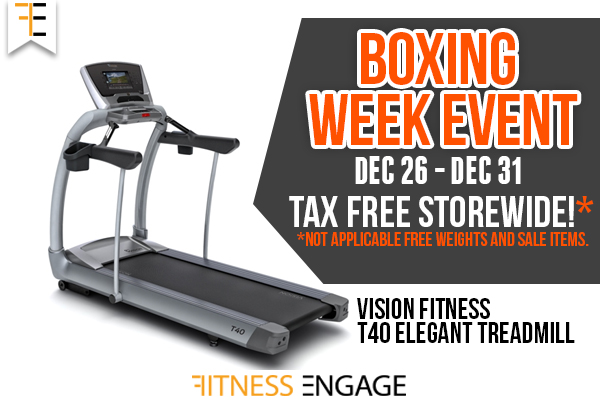 FE
BOXING
WEEK EVENT
DEC 26 - DEC 31
TAX FREE STOREWIDE!*
*NOT APPLICABLE FREE WEIGHTS AND SALE ITEMS.
T40
VISION FITNESS
T40 ELEGANT TREADMILL
FITNESS ENGAGE